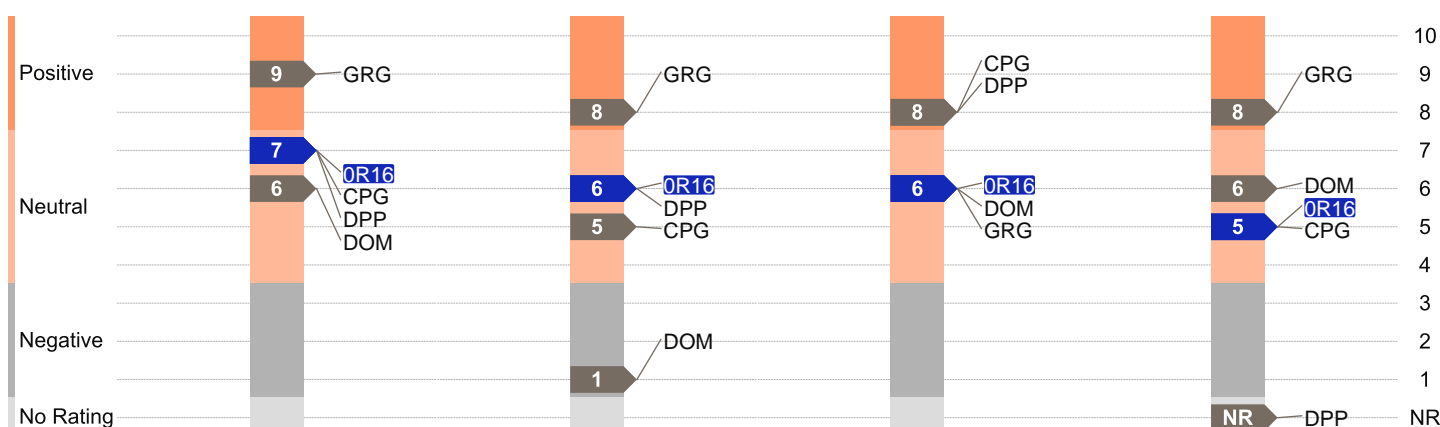 10
Positive 9 GRG GRG CPG GRG 9
DPP
8 8 8 8
7 7
0R16
6 CPG 6 0R16 6 0R16 6 DOM 6
Neutral DPP DPP DOM 0R16
DOM 5 CPG GRG 5 CPG 5
4
3
Negative DOM 2
1 1
No Rating NR DPP NR